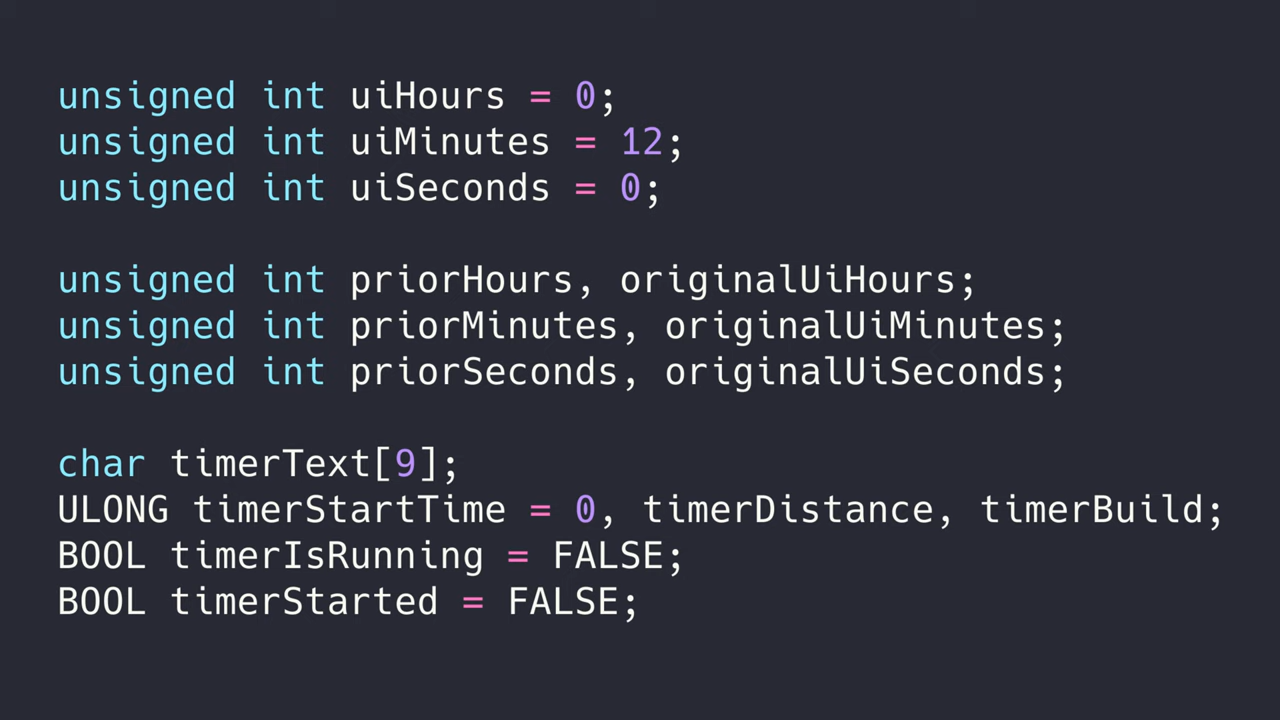 unsigned int uiHours = 0;
unsigned int uiMinutes = 12;
unsigned int uiSeconds = 0;
unsigned int priorHours, originalUiHours;
unsigned int priorMinutes, originalUiMinutes;
unsigned int priorSeconds, originalUiSeconds;
char timerText[9];
ULONG timerStartTime = 0, timerDistance, timerBuild;
BOOL timerIsRunning = FALSE;
BOOL timerStarted = FALSE;